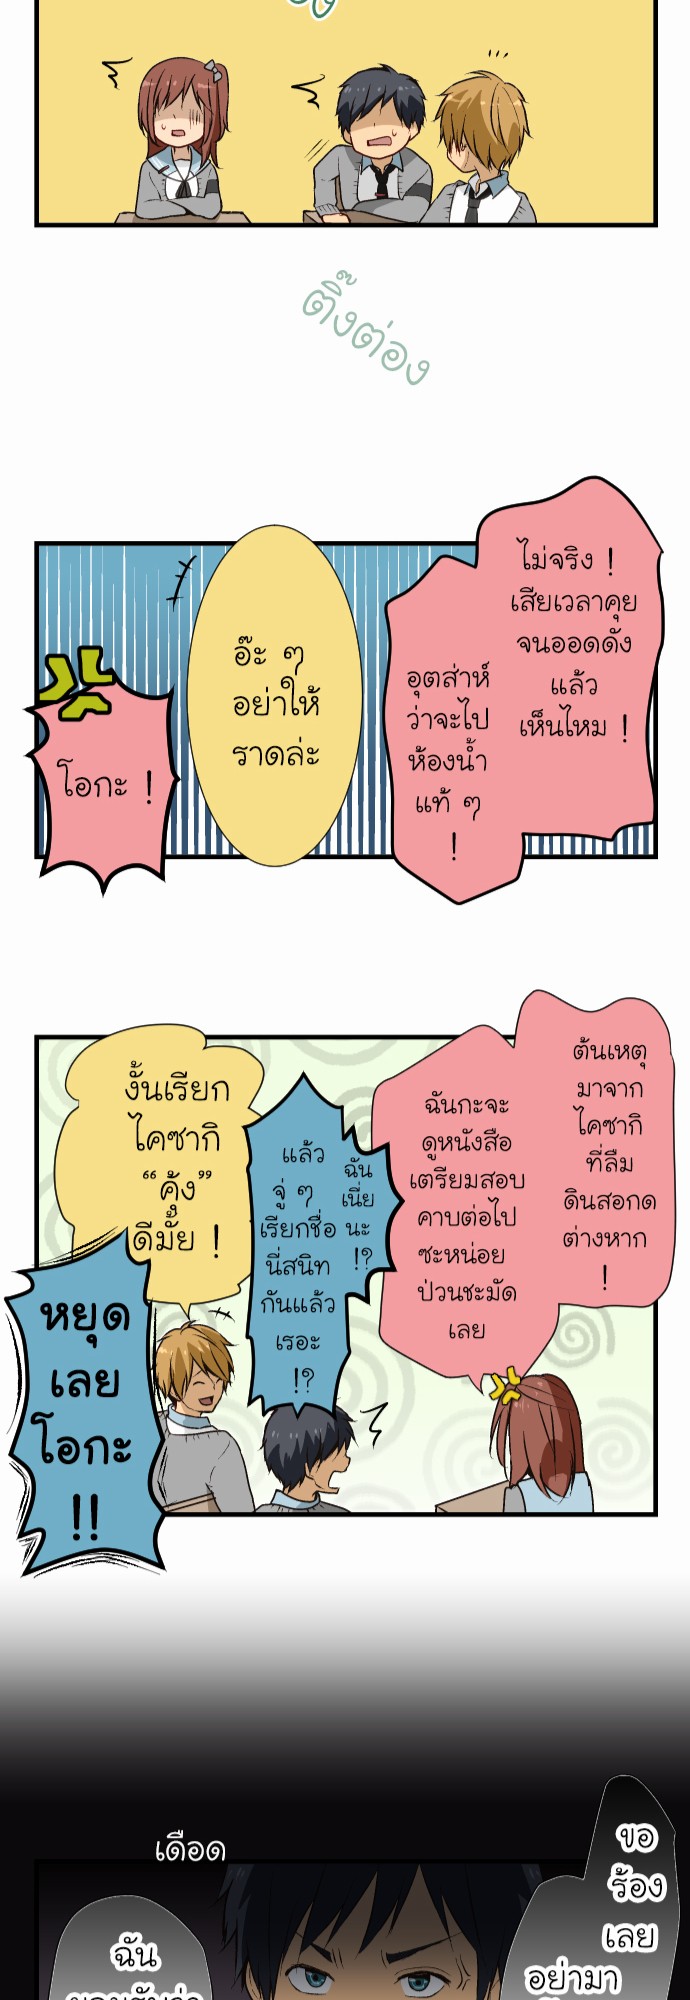 ติ๊งต่อง
ไม่จริง !
เสียเวลาคุย
จนออดดัง
แล้ว
เห็นไหม !
อุตส่าห์
ว่าจะไป
ห้องน้ำ
แท้ ๆ
!
อ๊ะ ๆ
อย่าให้
ราดล่ะ
โอกะ !
ต้นเหตุ
มาจาก
ไคซากิ
ที่ลืม
ดินสอกด
ต่างหาก
!
ฉันกะจะ
ดูหนังสือ
เตรียมสอบ
คาบต่อไป
ซะหน่อย
ป่วนชะมัด
เลย
ฉัน
เนี่ย
นะ
!?
แล้ว
จู่ ๆ
เรียกชื่อ
นี่สนิท
กันแล้ว
เรอะ
!?
งั้นเรียก
ไคซากิ
“คุ้ง”
ดีมั้ย !
หยุด
เลย
โอกะ
!!
เดือด
ขอ
ร้อง
เลย
อย่ามา
ฉัน